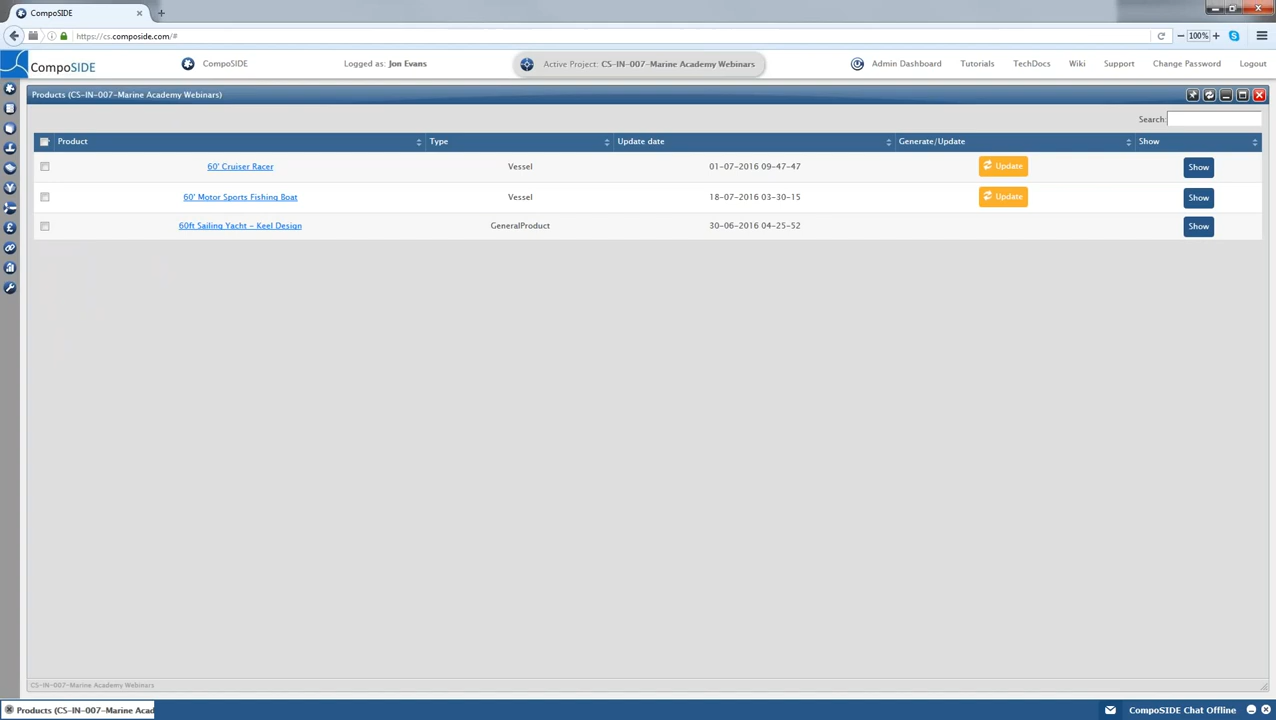 CompoSIDE
https://cs.composide.com/#
100%
CompoSIDE
CompoSIDE
Logged as: Jon Evans
Active Project: CS-IN-007-Marine Academy Webinars
Admin Dashboard
Tutorials
TechDocs
Wiki
Support
Change Password
Logout
Products (CS-IN-007-Marine Academy Webinars)
Search:
Product Type Update date Generate/Update Show
60' Cruiser Racer Vessel 01-07-2016 09-47-47 Update Show
60' Motor Sports Fishing Boat Vessel 18-07-2016 03-30-15 Update Show
60ft Sailing Yacht - Keel Design GeneralProduct 30-06-2016 04-25-52 Show
CS-IN-007-Marine Academy Webinars
Products (CS-IN-007-Marine Acad
CompoSIDE Chat Offline